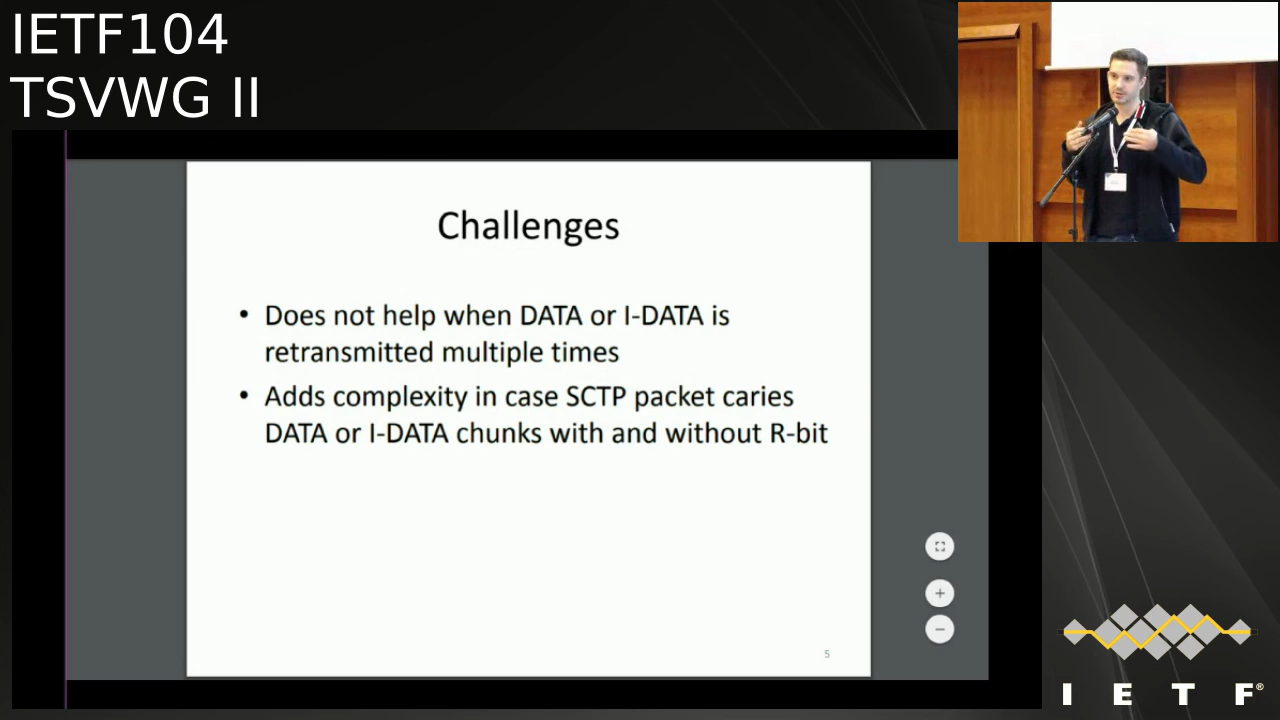 IETF104
TSVWG II
Challenges
• Does not help when DATA or I-DATA is
retransmitted multiple times
• Adds complexity in case SCTP packet caries
DATA or I-DATA chunks with and without R-bit
5
I E T F®